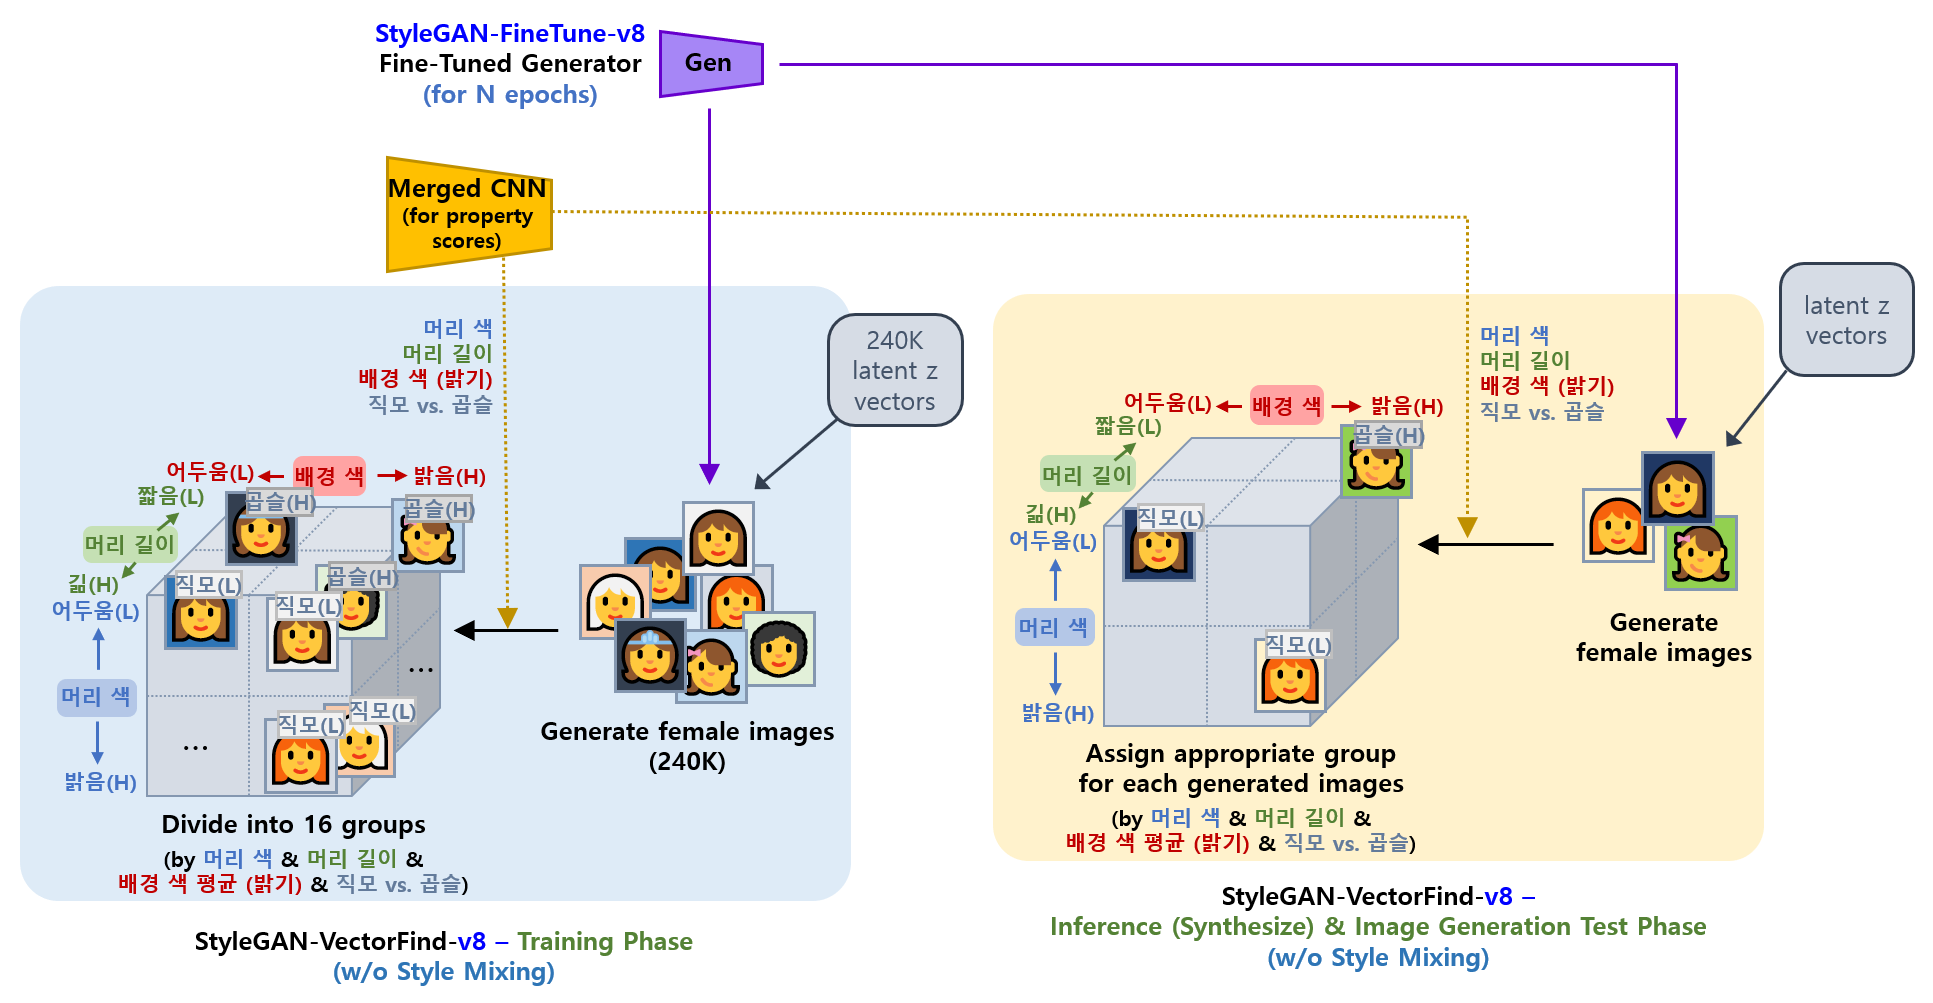 StyleGAN-FineTune-v8
Fine-Tuned Generator
(for N epochs)
Gen
Merged CNN
(for property
scores)
머리 색
머리 길이
배경 색 (밝기)
직모 vs. 곱슬
240K
latent z
vectors
어두움(L)
배경 색
밝음(H)
짧음(L)
머리 길이
긺(H)
어두움(L)
머리 색
밝음(H)
곱슬(H)
곱슬(H)
직모(L)
직모(L)
곱슬(H)
...
...
직모(L)
직모(L)
Generate female images
(240K)
Divide into 16 groups
(by 머리 색 & 머리 길이 &
배경 색 평균 (밝기) & 직모 vs. 곱슬)
StyleGAN-VectorFind-v8 – Training Phase
(w/o Style Mixing)
머리 색
머리 길이
배경 색 (밝기)
직모 vs. 곱슬
latent z
vectors
어두움(L)
배경 색
밝음(H)
짧음(L)
머리 길이
긺(H)
어두움(L)
머리 색
밝음(H)
곱슬(H)
직모(L)
직모(L)
Generate
female images
Assign appropriate group
for each generated images
(by 머리 색 & 머리 길이 &
배경 색 평균 (밝기) & 직모 vs. 곱슬)
StyleGAN-VectorFind-v8 –
Inference (Synthesize) & Image Generation Test Phase
(w/o Style Mixing)